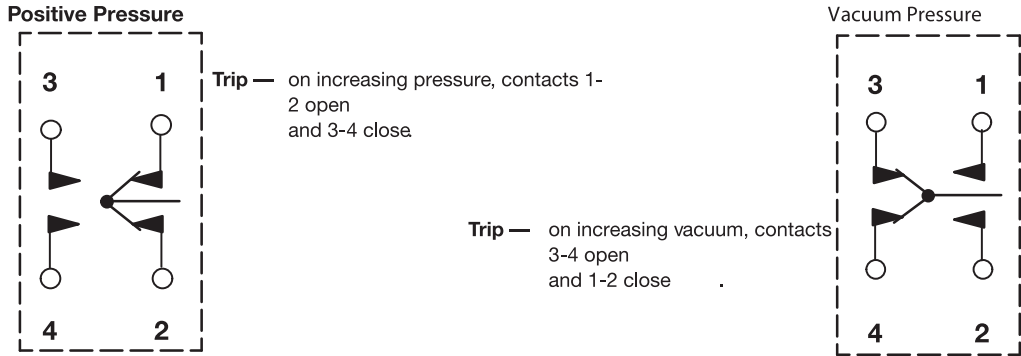 Positive Pressure
3 1
Trip — on increasing pressure, contacts 1-
2 open
and 3-4 close.
4 2
Vacuum Pressure
3 1
Trip — on increasing vacuum, contacts
3-4 open
and 1-2 close .
4 2